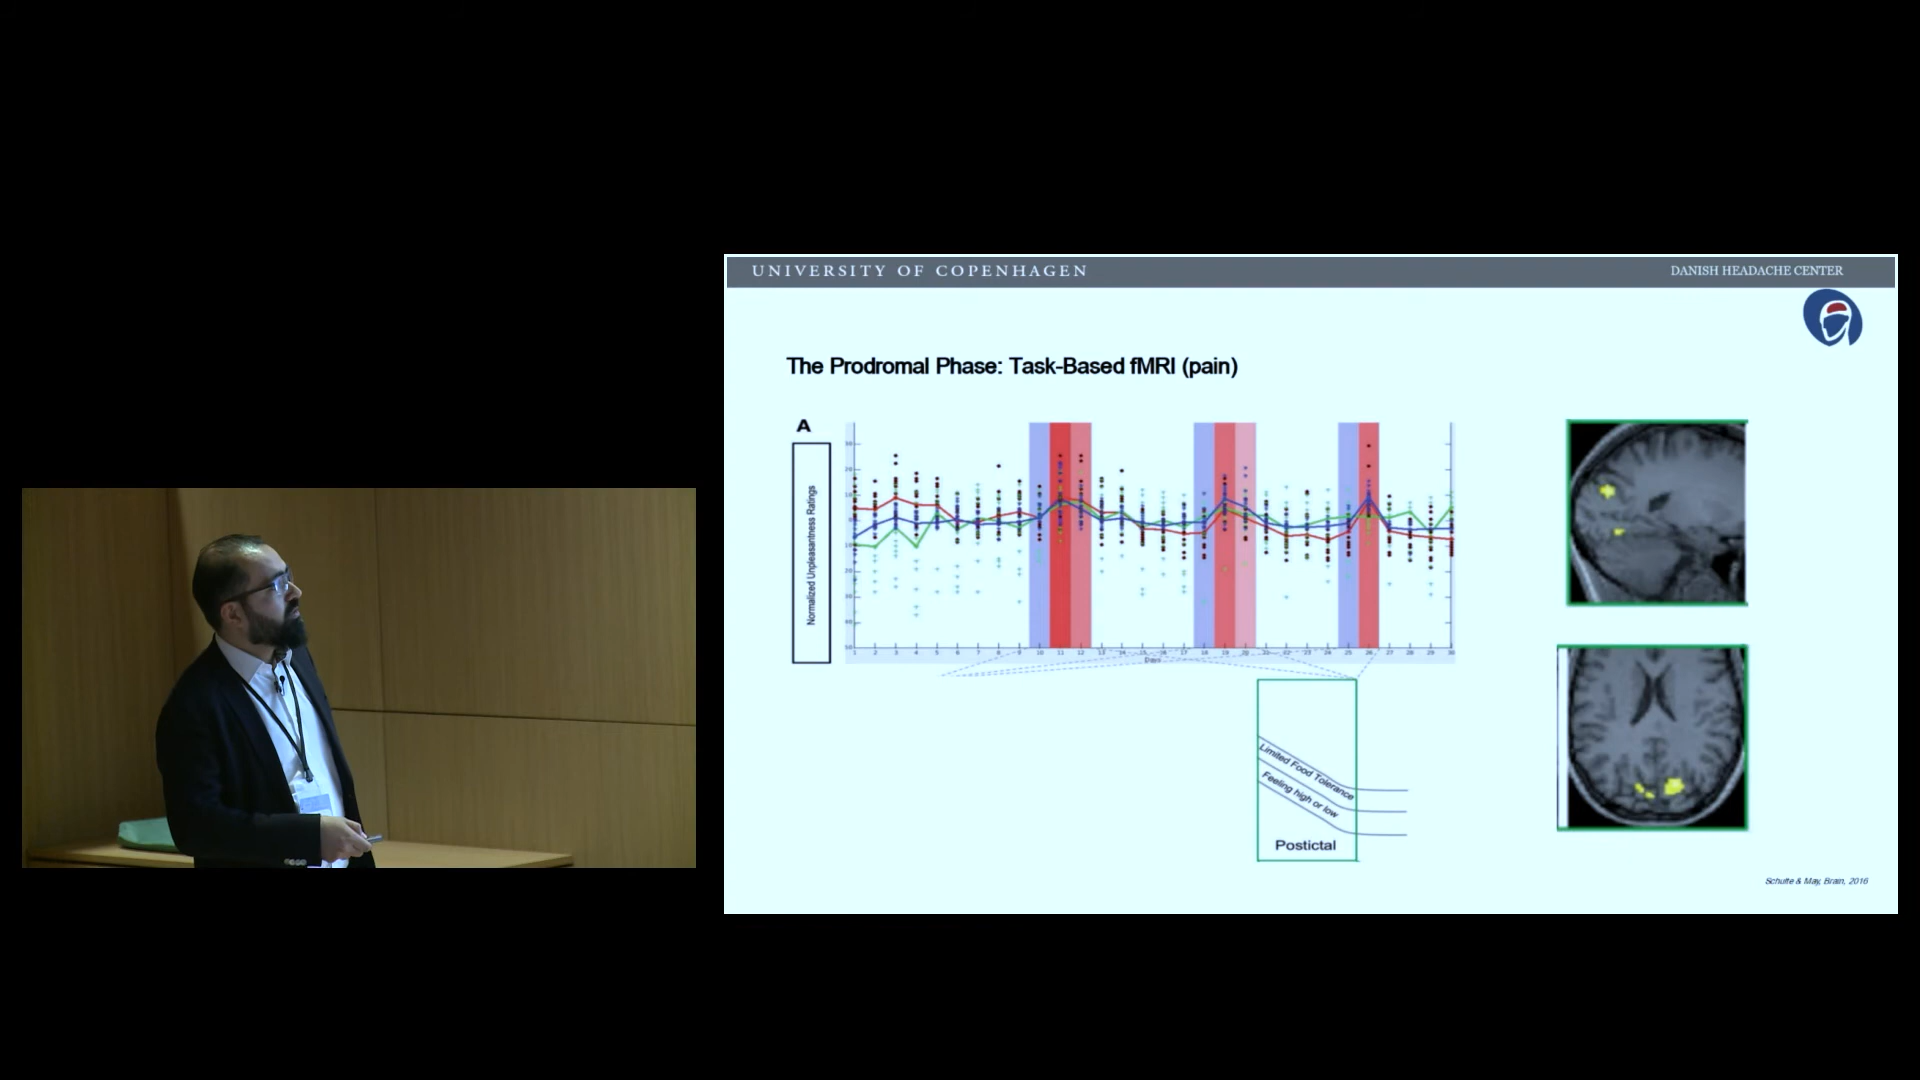 UNIVERSITY OF COPENHAGEN
DANISH HEADACHE CENTER
The Prodromal Phase: Task-Based fMRI (pain)
A
Normalized Unpleasantness Ratings
Days
Limited Food Tolerance
Feeling high or low
Postictal
Schulte & May, Brain, 2016